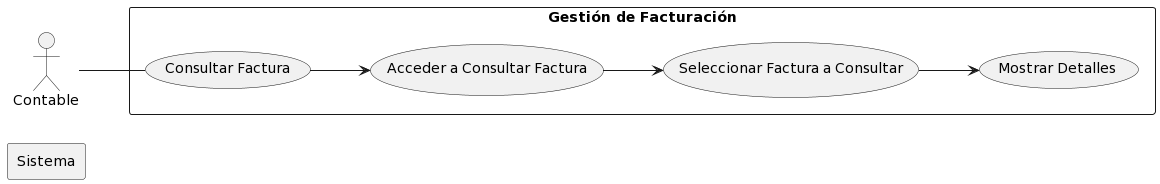 Gestión de Facturación
Contable
Consultar Factura
Acceder a Consultar Factura
Seleccionar Factura a Consultar
Mostrar Detalles
Sistema